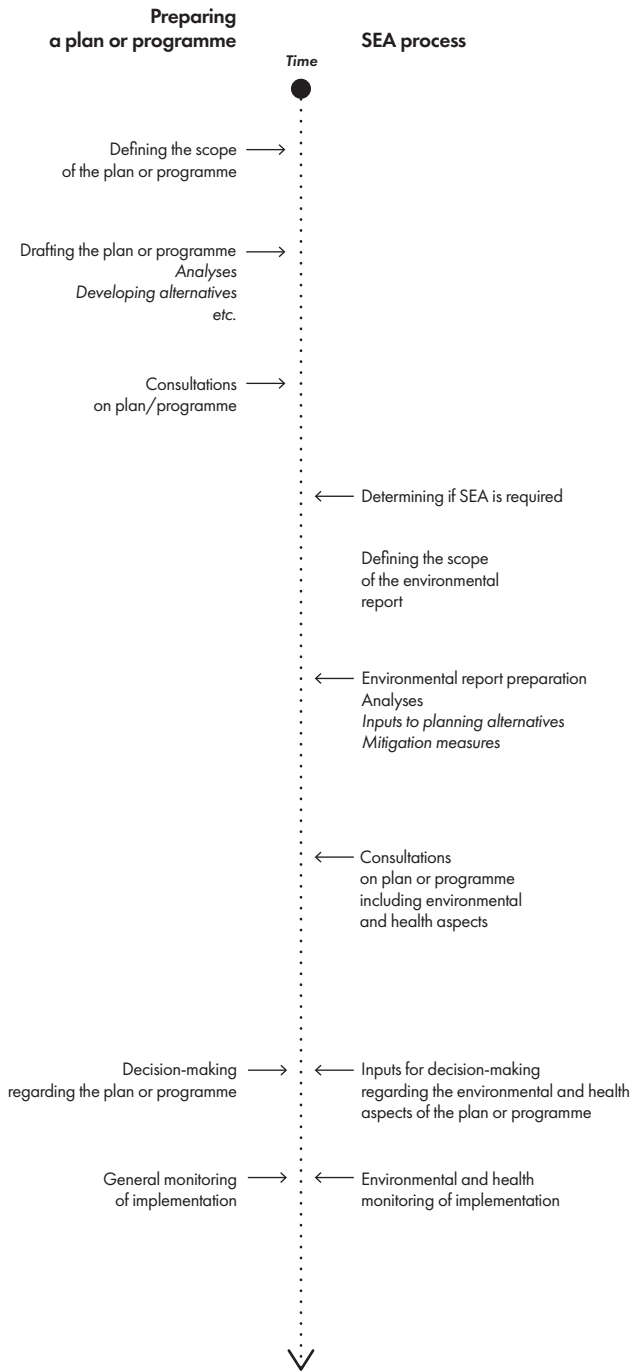 Preparing
a plan or programme
SEA process
Time
Defining the scope
of the plan or programme
Drafting the plan or programme
Analyses
Developing alternatives
etc.
Consultations
on plan/programme
Determining if SEA is required
Defining the scope
of the environmental
report
Environmental report preparation
Analyses
Inputs to planning alternatives
Mitigation measures
Consultations
on plan or programme
including environmental
and health aspects
Decision-making
regarding the plan or programme
Inputs for decision-making
regarding the environmental and health
aspects of the plan or programme
General monitoring
of implementation
Environmental and health
monitoring of implementation